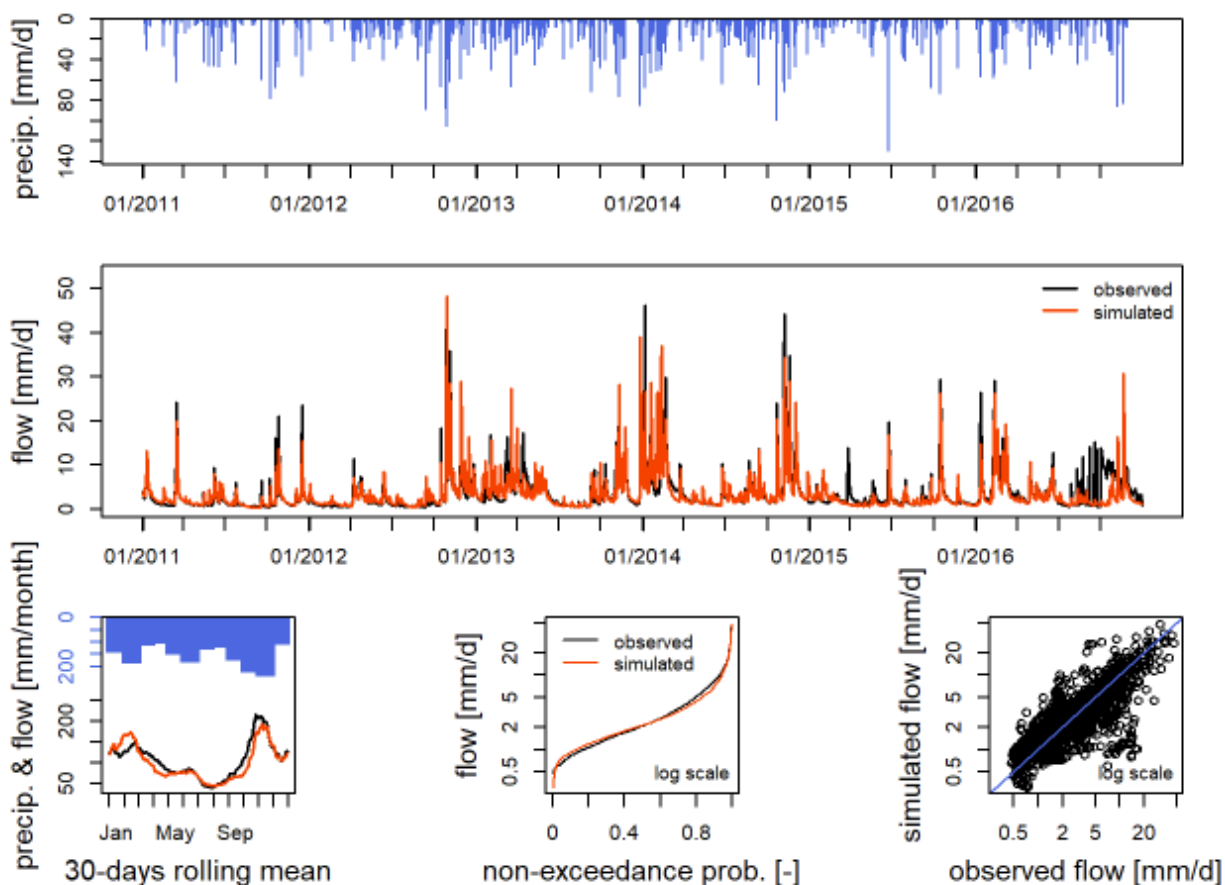 precip. [mm/d]
0
40
80
140
01/2011 01/2012 01/2013 01/2014 01/2015 01/2016
flow [mm/d]
50
40
30
20
10
0
observed
simulated
01/2011 01/2012 01/2013 01/2014 01/2015 01/2016
precip. & flow [mm/month]
0
200
200
50
Jan May Sep
30-days rolling mean
flow [mm/d]
20
5
2
0.5
observed
simulated
log scale
0 0.4 0.8
non-exceedance prob. [-]
simulated flow [mm/d]
20
5
2
0.5
log scale
0.5 2 5 20
observed flow [mm/d]